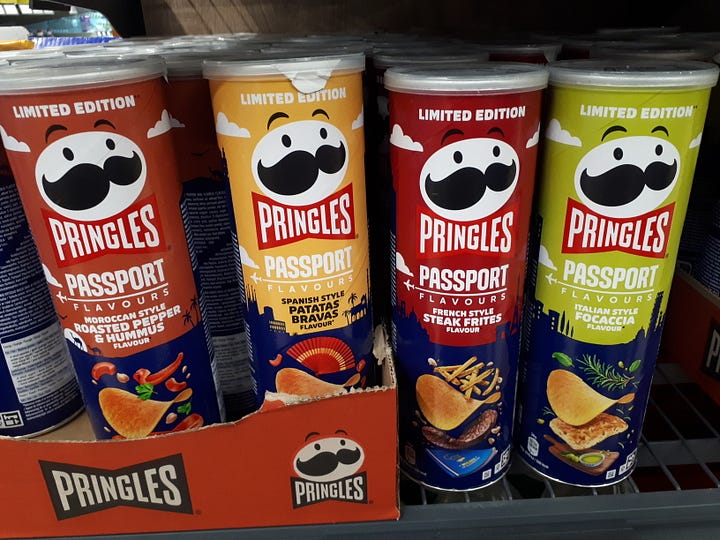 LIMITED EDITION
PRINGLES
PASSPORT
FLAVOURS
MOROCCAN STYLE
ROASTED PEPPER
& HUMMUS
FLAVOUR
LIMITED EDITION
PRINGLES
PASSPORT
FLAVOURS
SPANISH STYLE
PATATAS
BRAVAS
FLAVOUR
LIMITED EDITION
PRINGLES
PASSPORT
FLAVOURS
FRENCH STYLE
STEAK FRITES
FLAVOUR
LIMITED EDITION
PRINGLES
PASSPORT
FLAVOURS
ITALIAN STYLE
FOCACCIA
FLAVOUR
PRINGLES
PRINGLES